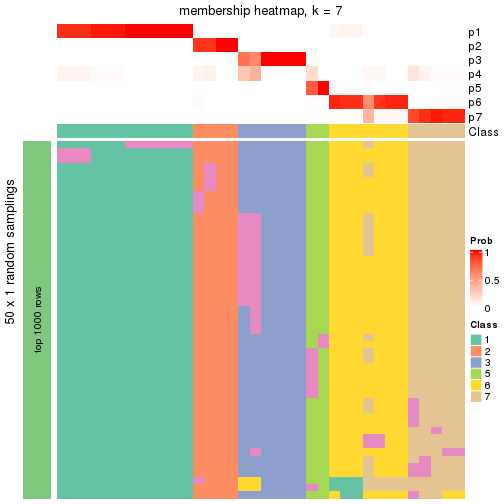 membership heatmap, k = 7
p1
p2
p3
p4
p5
p6
p7
Class
50 x 1 random samplings
top 1000 rows
Prob
1
0.5
0
Class
1
2
3
5
6
7